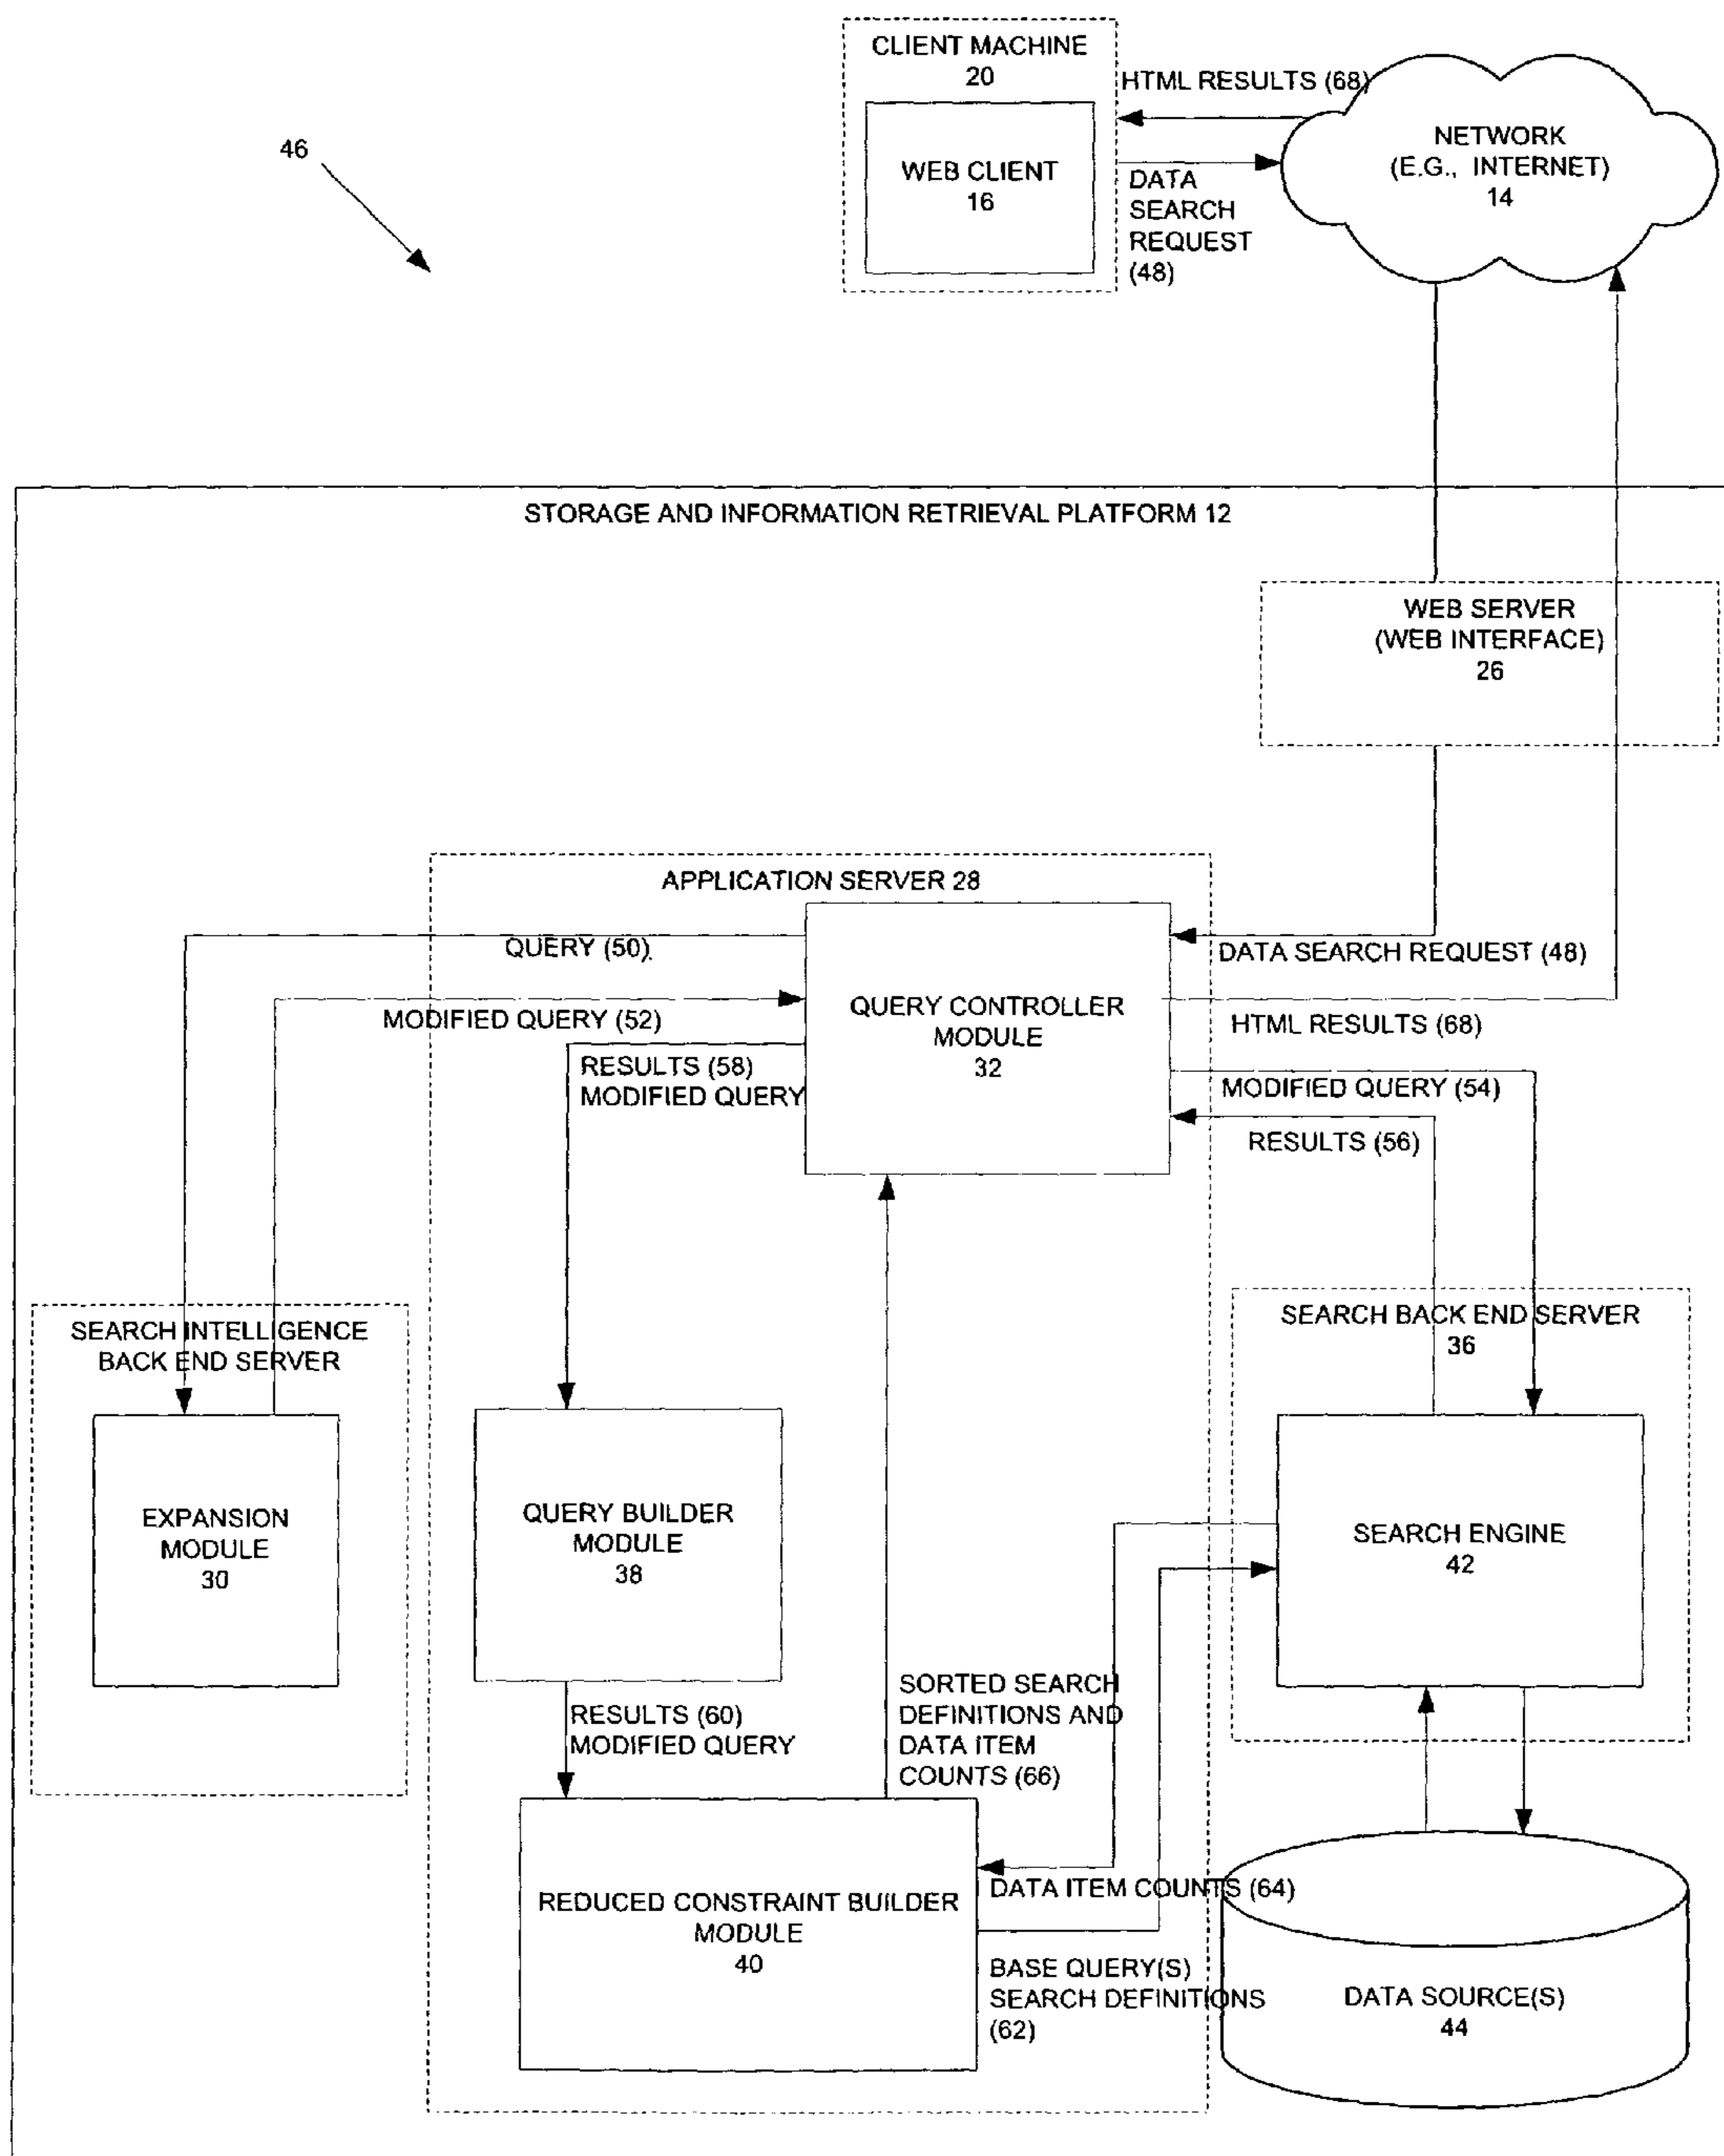 CLIENT MACHINE
20
WEB CLIENT
16
HTML RESULTS (68)
DATA
SEARCH
REQUEST
(48)
NETWORK
(E.G., INTERNET)
14
46
STORAGE AND INFORMATION RETRIEVAL PLATFORM 12
WEB SERVER
(WEB INTERFACE)
26
APPLICATION SERVER 28
QUERY (50)
MODIFIED QUERY (52)
RESULTS (58)
MODIFIED QUERY
QUERY CONTROLLER
MODULE
32
DATA SEARCH REQUEST (48)
HTML RESULTS (68)
MODIFIED QUERY (54)
RESULTS (56)
SEARCH INTELLIGENCE
BACK END SERVER
EXPANSION
MODULE
30
QUERY BUILDER
MODULE
38
SEARCH BACK END SERVER
36
SEARCH ENGINE
42
RESULTS (60)
MODIFIED QUERY
SORTED SEARCH
DEFINITIONS AND
DATA ITEM
COUNTS (66)
REDUCED CONSTRAINT BUILDER
MODULE
40
DATA ITEM COUNTS (64)
BASE QUERY(S)
SEARCH DEFINITIONS
(62)
DATA SOURCE(S)
44